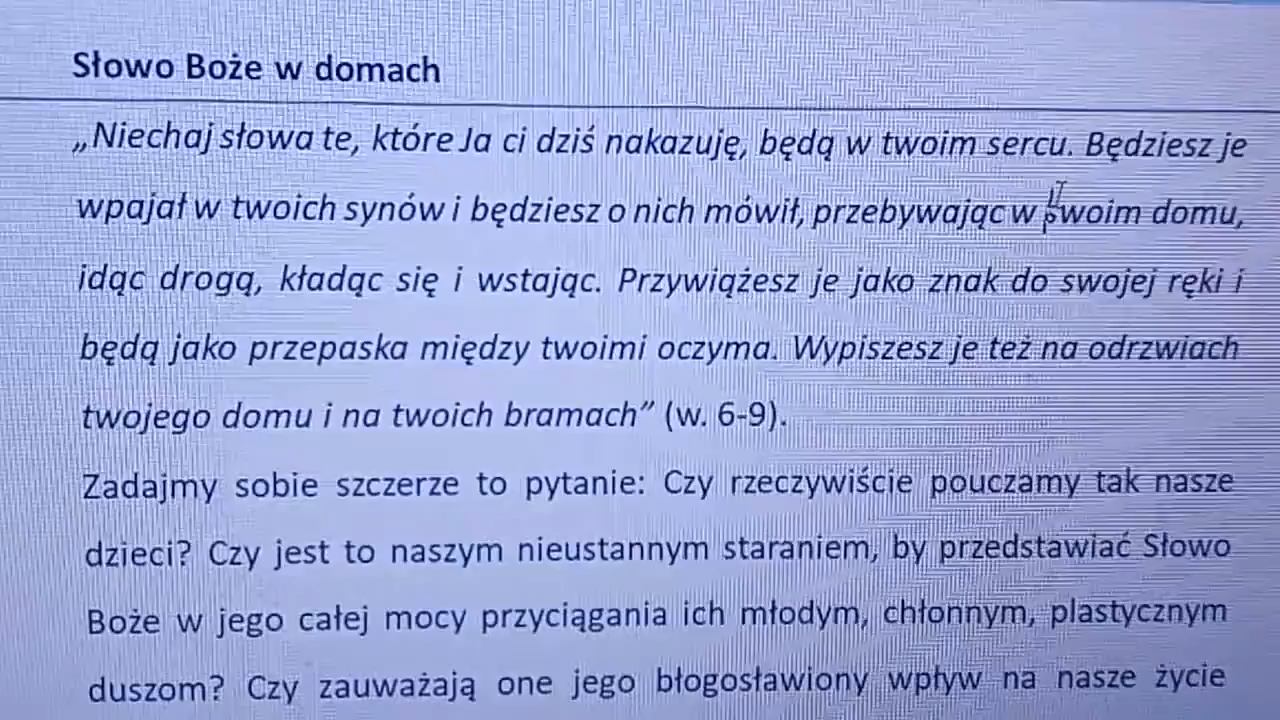 Słowo Boże w domach
„Niechaj słowa te, które Ja ci dziś nakazuję, będą w twoim sercu. Będziesz je
wpajał w twoich synów i będziesz o nich mówił, przebywając w swoim domu,
idąc drogą, kładąc się i wstając. Przywiążesz je jako znak do swojej ręki i
będą jako przepaska między twoimi oczyma. Wypiszesz je też na odrzwiach
twojego domu i na twoich bramach” (w. 6-9).
Zadajmy sobie szczerze to pytanie: Czy rzeczywiście pouczamy tak nasze
dzieci? Czy jest to naszym nieustannym staraniem, by przedstawiać Słowo
Boże w jego całej mocy przyciągania ich młodym, chłonnym, plastycznym
duszom? Czy zauważają one jego błogosławiony wpływ na nasze życie